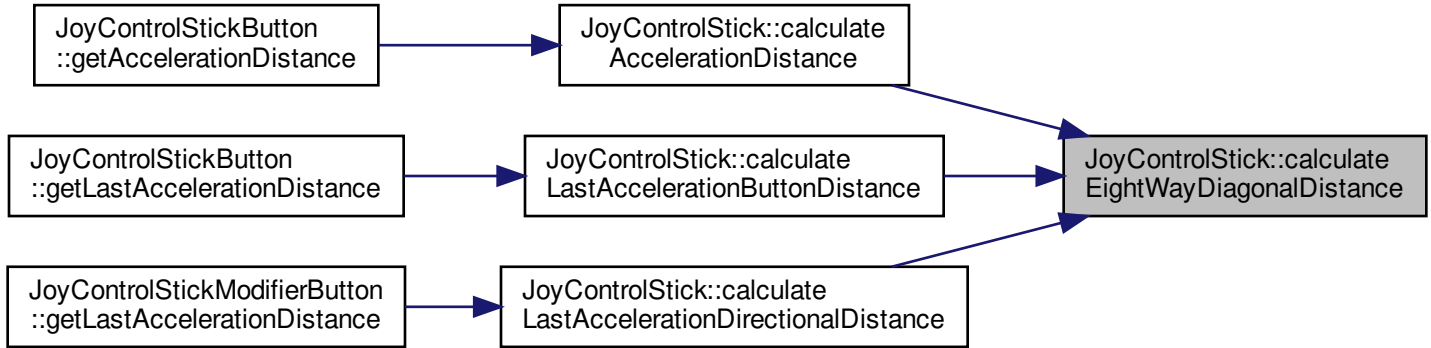 JoyControlStickButton
::getAccelerationDistance
JoyControlStick::calculate
AccelerationDistance
JoyControlStickButton
::getLastAccelerationDistance
JoyControlStick::calculate
LastAccelerationButtonDistance
JoyControlStick::calculate
EightWayDiagonalDistance
JoyControlStickModifierButton
::getLastAccelerationDistance
JoyControlStick::calculate
LastAccelerationDirectionalDistance